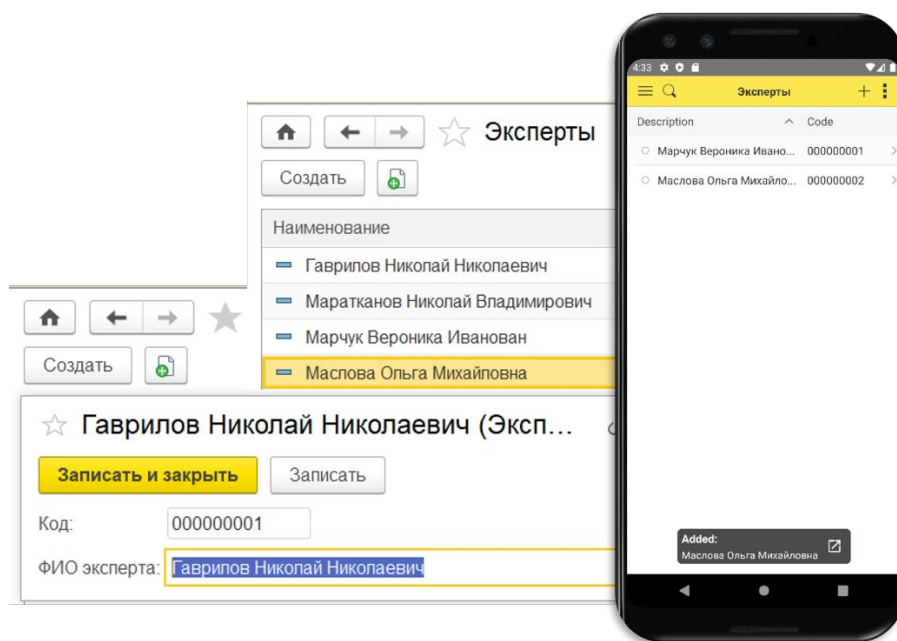 Эксперты
Создать
Наименование
Гаврилов Николай Николаевич
Маратканов Николай Владимирович
Марчук Вероника Иванован
Маслова Ольга Михайловна
Создать
Гаврилов Николай Николаевич (Эксп...
Записать и закрыть
Записать
Код: 000000001
ФИО эксперта: Гаврилов Николай Николаевич
4:33
Эксперты
Description Code
Марчук Вероника Ивано... 000000001
Маслова Ольга Михайло... 000000002
Added:
Маслова Ольга Михайловна